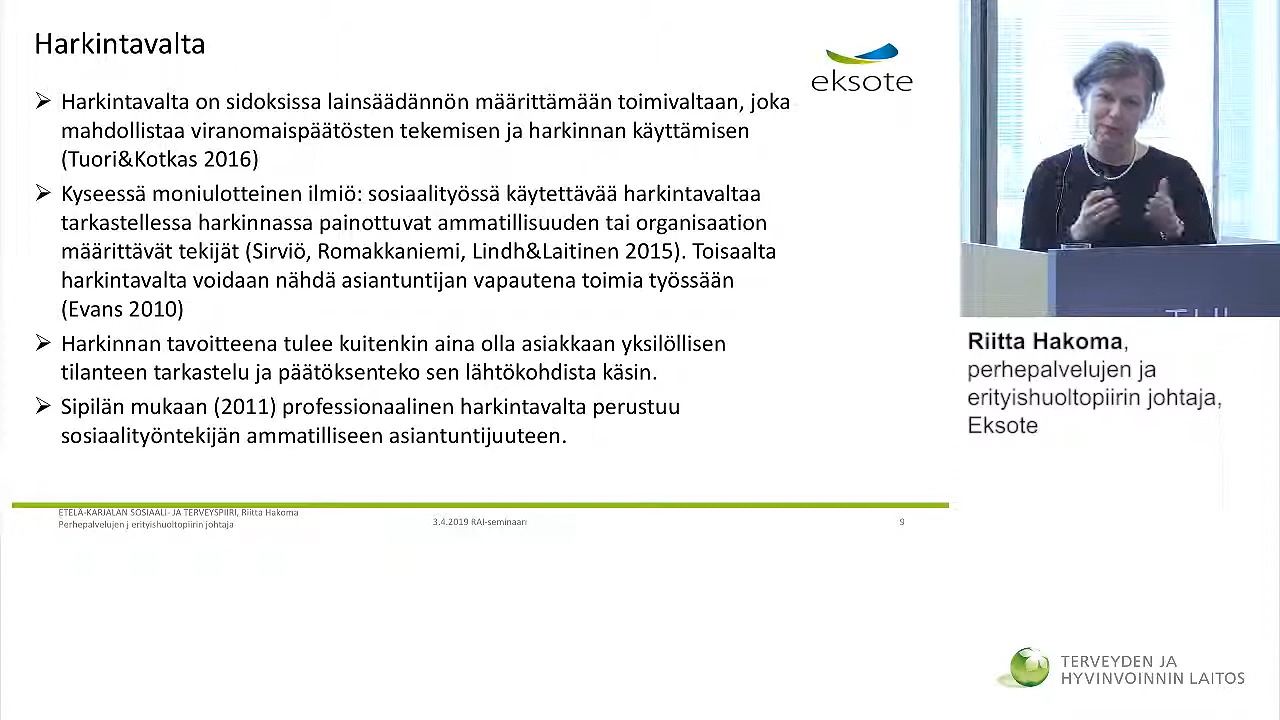 Harkintavalta
eksote
Harkintavalta on sidoksissa lainsäädännön määrittämään toimivaltaan, joka
mahdollistaa viranomaispäätösten tekemisen ja harkinnan käyttämisen
(Tuori&Kotkas 2016)
Kyseessä moniulotteinen ilmiö: sosiaalityössä käytettävää harkintavaltaa
tarkastellessa harkinnassa painottuvat ammatillisuuden tai organisaation
määrittävät tekijät (Sirviö, Romakkaniemi, Lindh&Laitinen 2015). Toisaalta
harkintavalta voidaan nähdä asiantuntijan vapautena toimia työssään
(Evans 2010)
Harkinnan tavoitteena tulee kuitenkin aina olla asiakkaan yksilöllisen
tilanteen tarkastelu ja päätöksenteko sen lähtökohdista käsin.
Sipilän mukaan (2011) professionaalinen harkintavalta perustuu
sosiaalityöntekijän ammatilliseen asiantuntijuuteen.
ETELÄ-KARJALAN SOSIAALI- JA TERVEYSPIIRI, Riitta Hakoma
Perhepalvelujen j erityishuoltopiirin johtaja
3.4.2019 RAI-seminaari
9
Riitta Hakoma,
perhepalvelujen ja
erityishuoltopiirin johtaja,
Eksote
TERVEYDEN JA
HYVINVOINNIN LAITOS